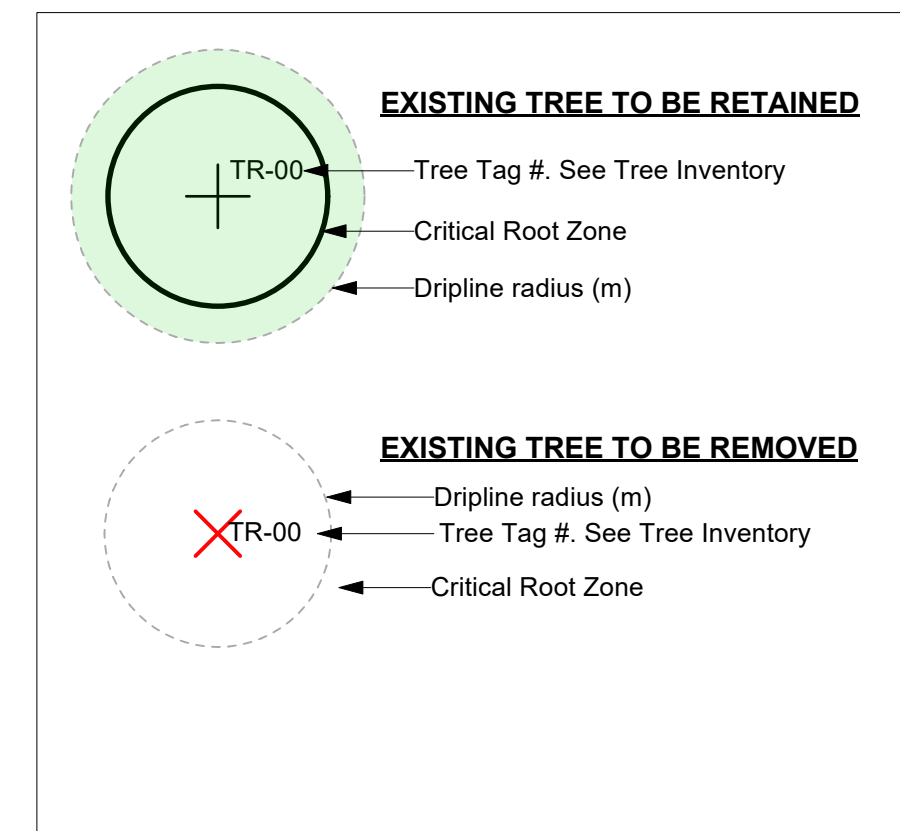 EXISTING TREE TO BE RETAINED
TR-00
Tree Tag #. See Tree Inventory
Critical Root Zone
Dripline radius (m)
EXISTING TREE TO BE REMOVED
Dripline radius (m)
TR-00
Tree Tag #. See Tree Inventory
Critical Root Zone